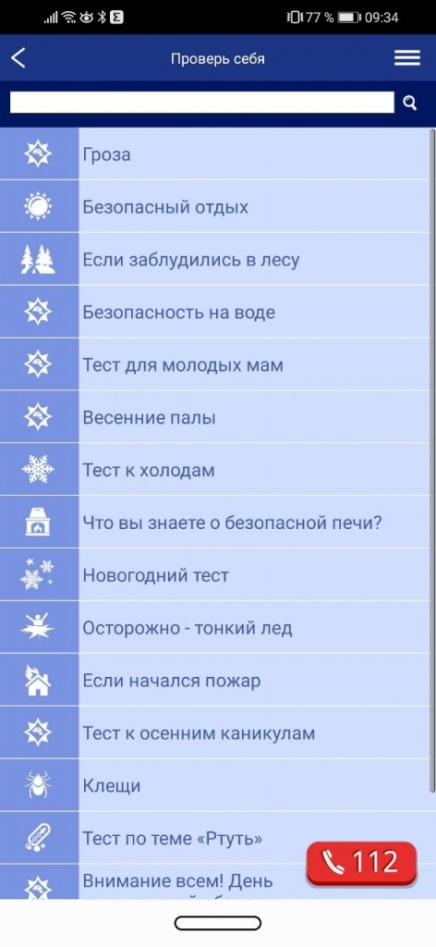 77 % 09:34
Проверь себя
Гроза
Безопасный отдых
Если заблудились в лесу
Безопасность на воде
Тест для молодых мам
Весенние палы
Тест к холодам
Что вы знаете о безопасной печи?
Новогодний тест
Осторожно - тонкий лед
Если начался пожар
Тест к осенним каникулам
Клещи
Тест по теме «Ртуть»
112
Внимание всем! День